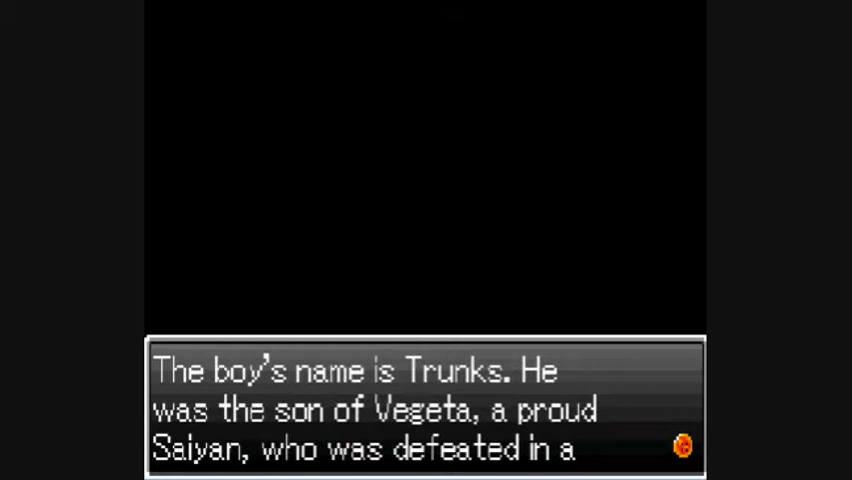 The boy's name is Trunks. He
was the son of Vegeta, a proud
Saiyan, who was defeated in a